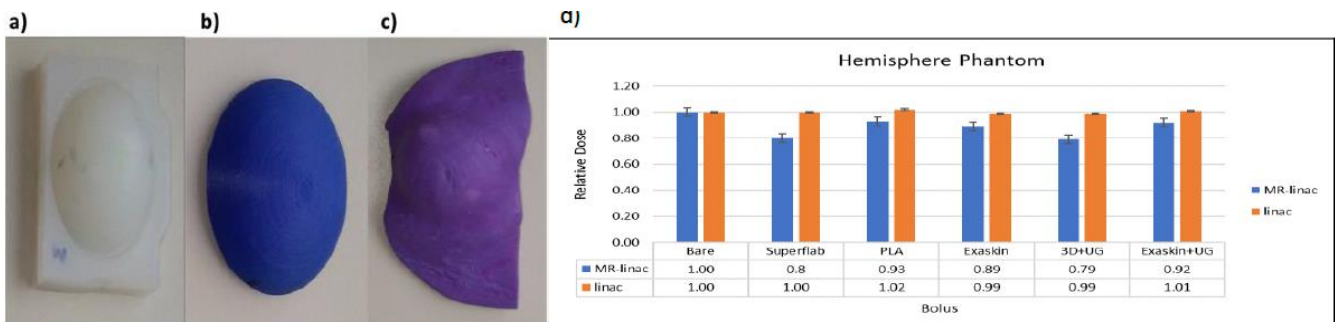 a)
b)
c)
d)
Hemisphere Phantom
1.20
1.00
0.80
0.60
0.40
0.20
0.00
Relative Dose
MR-linac
linac
Bare Superflab PLA Exaskin 3D+UG Exaskin+UG
MR-linac 1.00 0.8 0.93 0.89 0.79 0.92
linac 1.00 1.00 1.02 0.99 0.99 1.01
Bolus